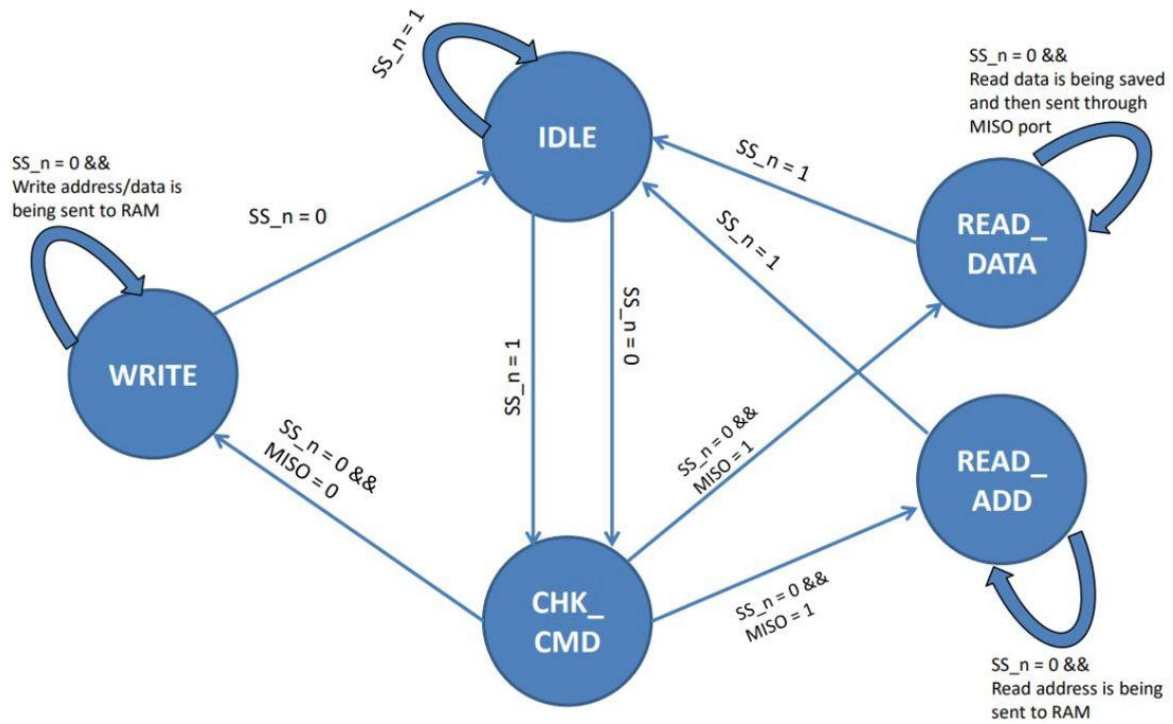 SS_n = 1
IDLE
SS_n = 0 &&
Read data is being saved
and then sent through
MISO port
SS_n = 0 &&
Write address/data is
being sent to RAM
SS_n = 0
SS_n = 1
READ_
DATA
SS_n = 1
SS_n = 1
SS_n = 0
WRITE
SS_n = 0 &&
MISO = 0
SS_n = 0 &&
MISO = 1
READ_
ADD
CHK_
CMD
SS_n = 0 &&
MISO = 1
SS_n = 0 &&
Read address is being
sent to RAM